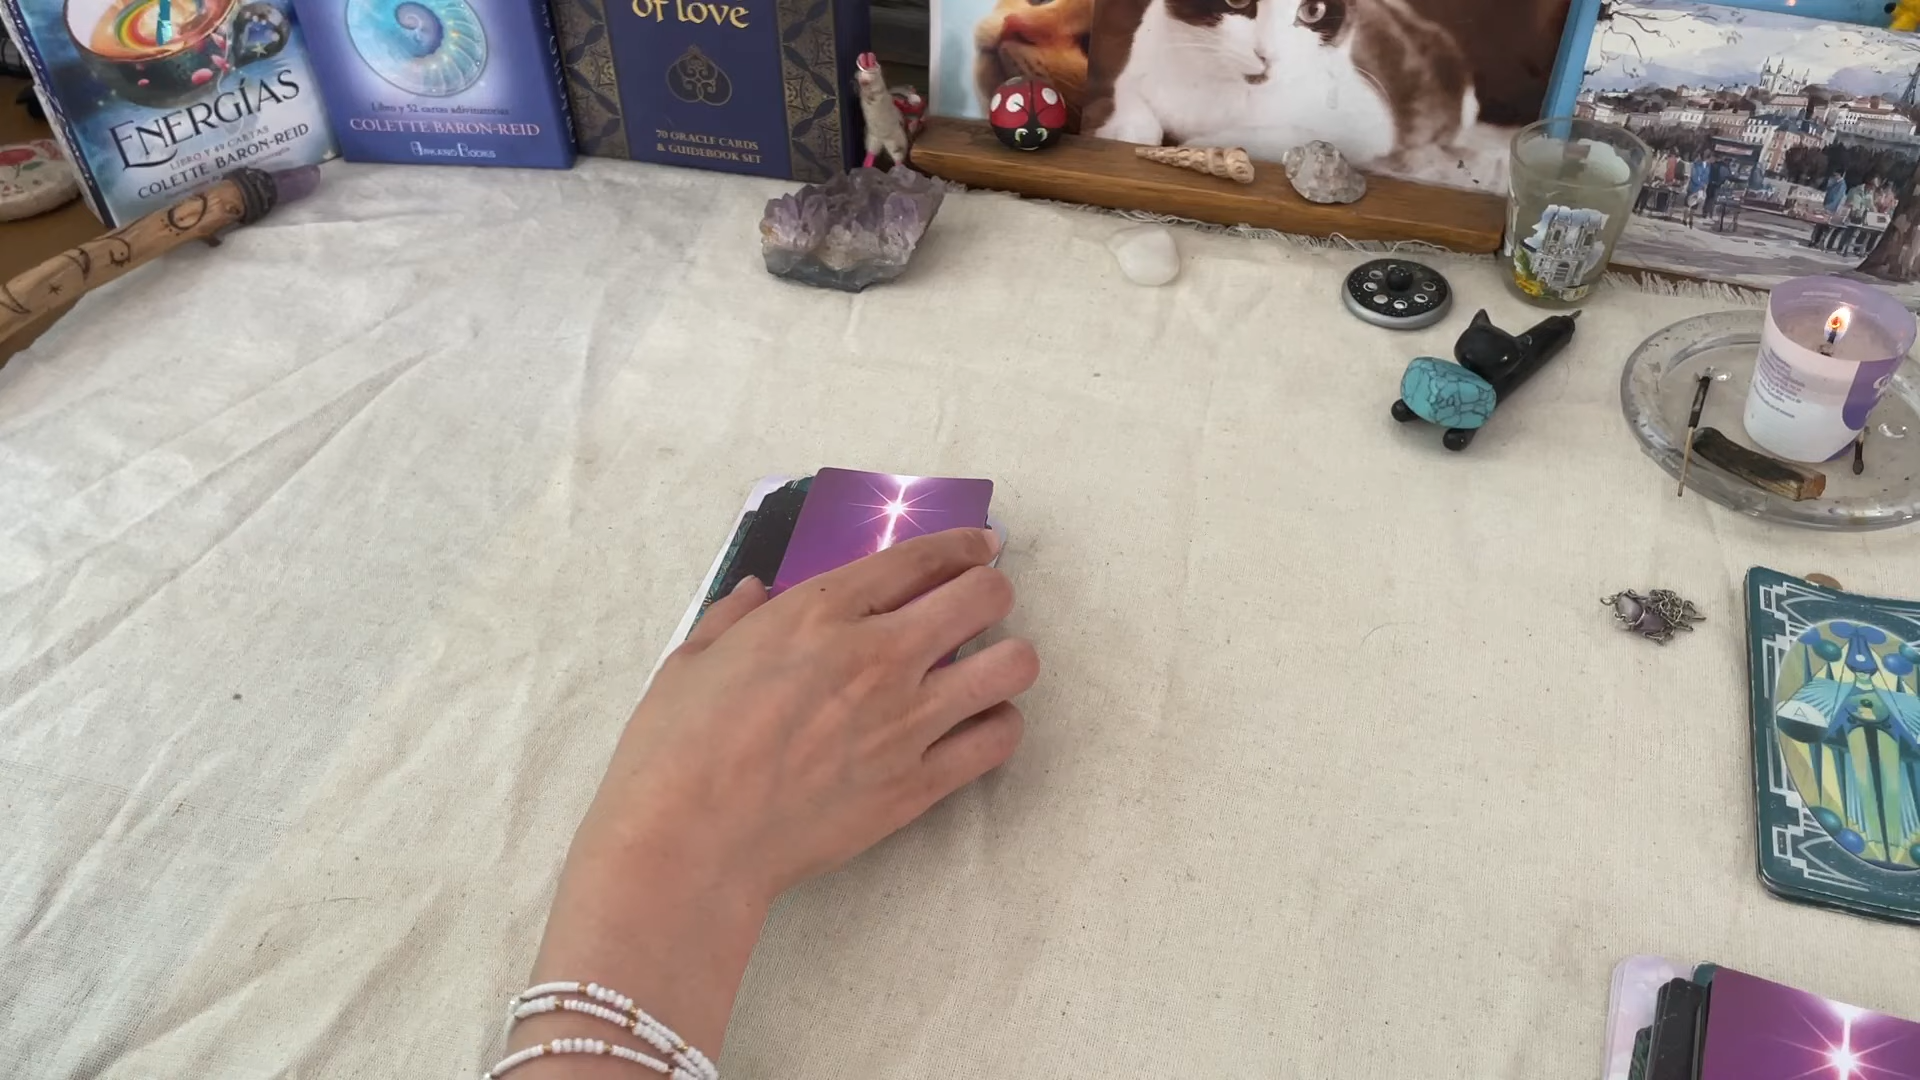 ENERGÍAS
LIBRO Y 49 CARTAS
COLETTE BARON-REID
Libro y 52 cartas adivinatorias
COLETTE BARON-REID
ARKANO BOOKS
of love
70 ORACLE CARDS
& GUIDEBOOK SET